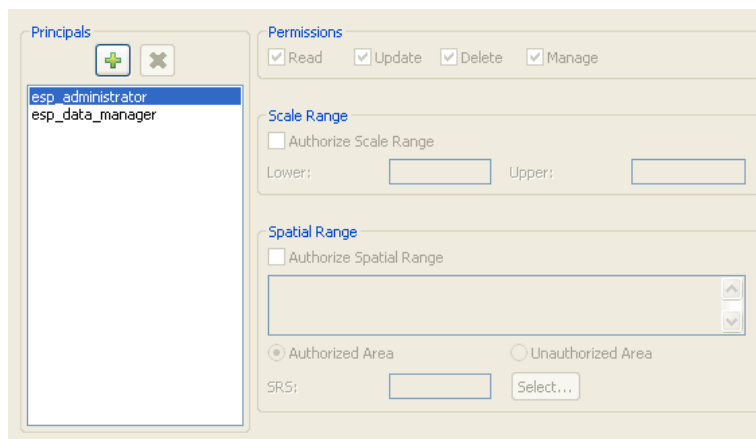 Principals
esp_administrator
esp_data_manager
Permissions
Read Update Delete Manage
Scale Range
Authorize Scale Range
Lower: Upper:
Spatial Range
Authorize Spatial Range
Authorized Area Unauthorized Area
SRS: Select...